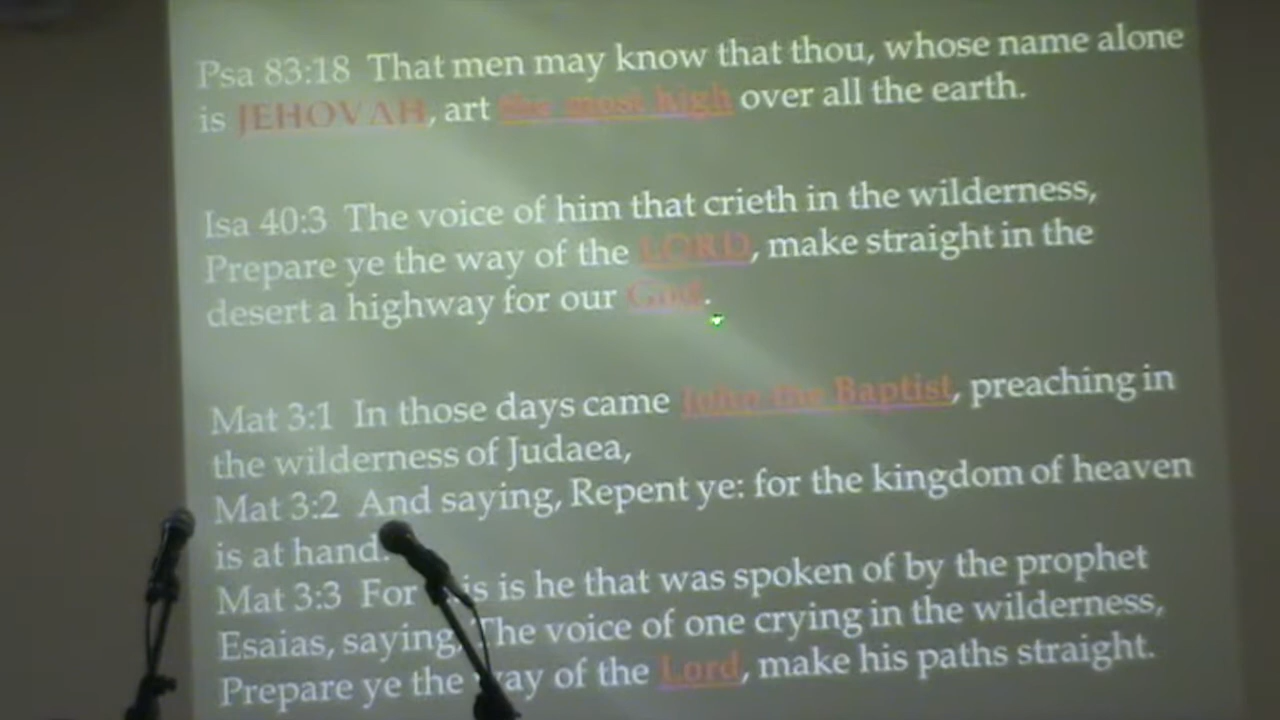 Psa 83:18 That men may know that thou, whose name alone
is JEHOVAH, art the most high over all the earth.
Isa 40:3 The voice of him that crieth in the wilderness,
Prepare ye the way of the LORD, make straight in the
desert a highway for our God.
Mat 3:1 In those days came John the Baptist, preaching in
the wilderness of Judaea,
Mat 3:2 And saying, Repent ye: for the kingdom of heaven
is at hand.
Mat 3:3 For is is he that was spoken of by the prophet
Esaias, saying, The voice of one crying in the wilderness,
Prepare ye the way of the Lord, make his paths straight.